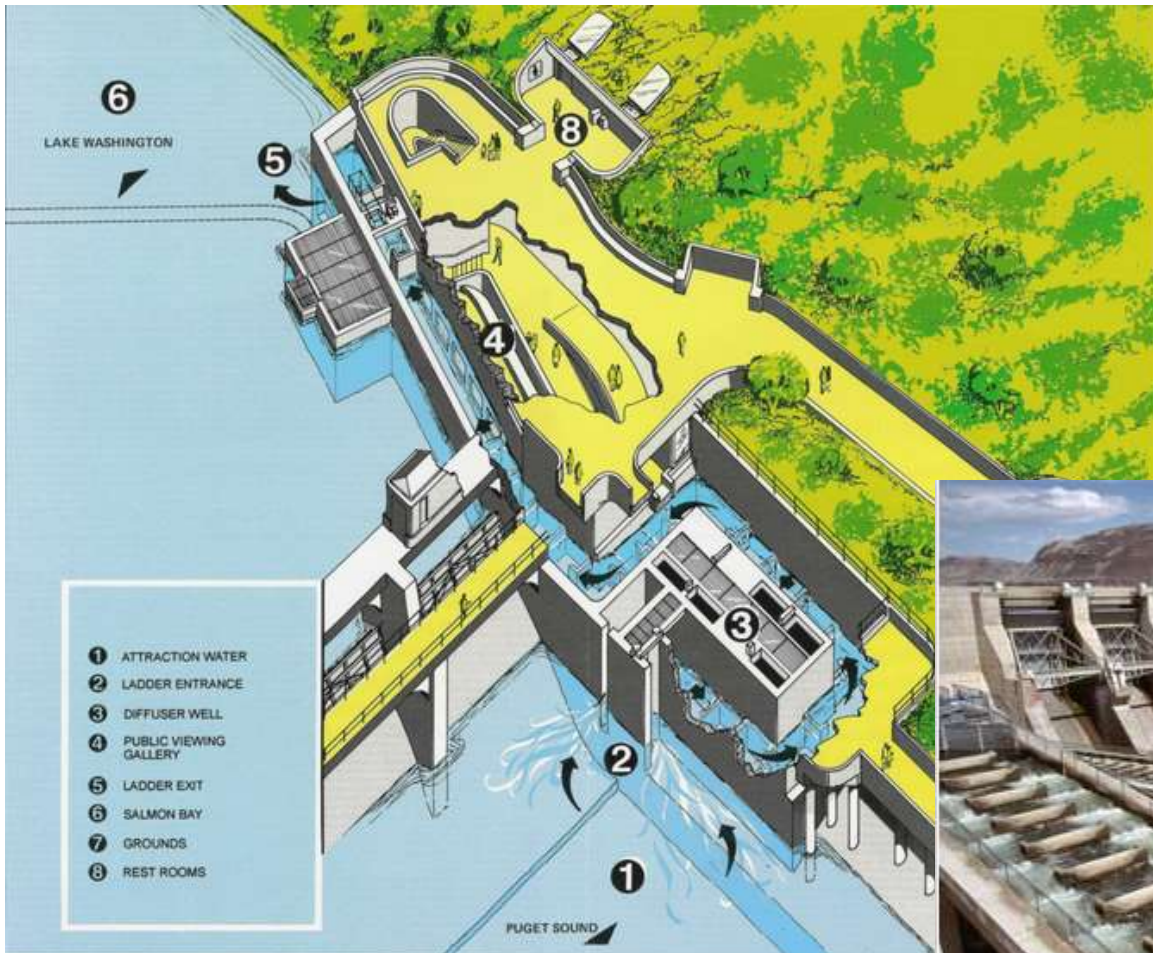 6
LAKE WASHINGTON
5
8
4
3
2
1
PUGET SOUND
1 ATTRACTION WATER
2 LADDER ENTRANCE
3 DIFFUSER WELL
4 PUBLIC VIEWING
GALLERY
5 LADDER EXIT
6 SALMON BAY
7 GROUNDS
8 REST ROOMS